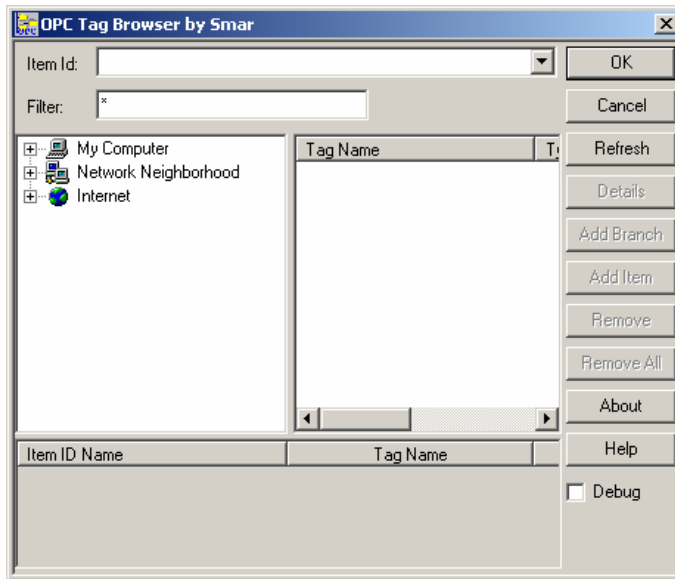 OPC Tag Browser by Smar
Item Id:
OK
Filter:
*
Cancel
My Computer
Network Neighborhood
Internet
Tag Name
Refresh
Details
Add Branch
Add Item
Remove
Remove All
About
Item ID Name
Tag Name
Help
Debug